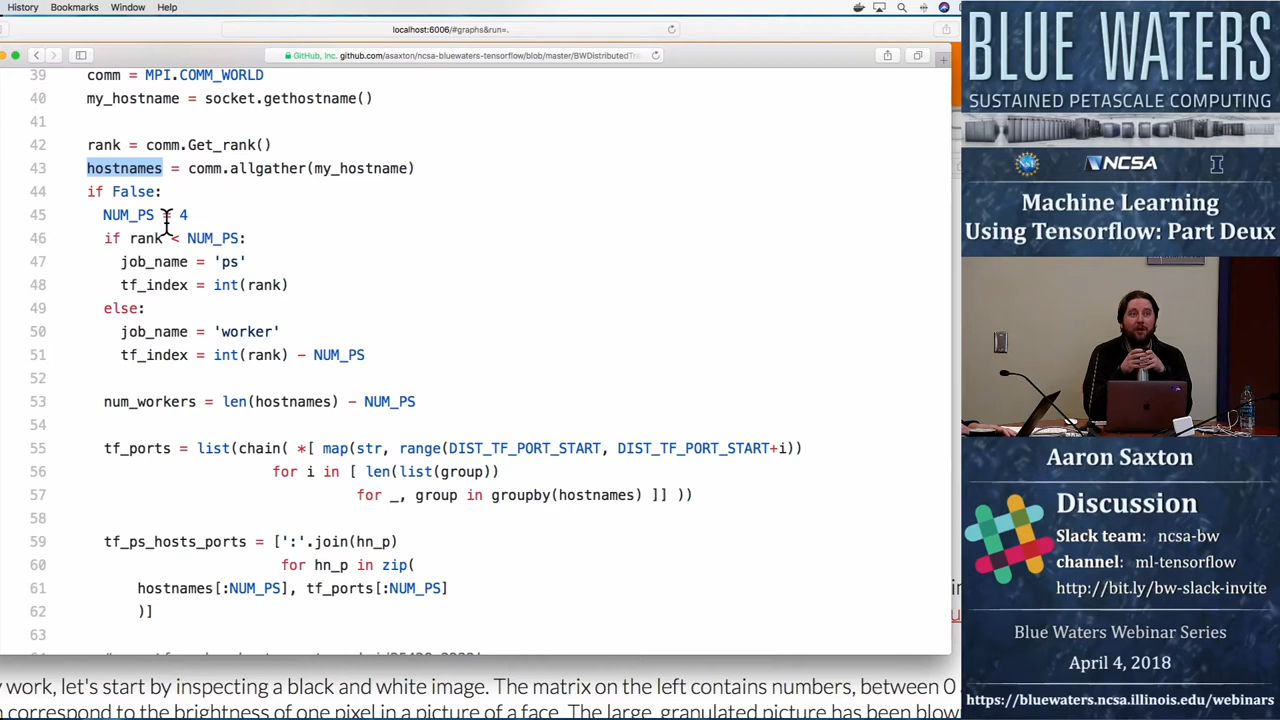 History Bookmarks Window Help
localhost:6006/#graphs&run=.
GitHub, Inc. github.com/asaxton/ncsa-bluewaters-tensorflow/blob/master/BWDistributedTr
39 comm = MPI.COMM_WORLD
40 my_hostname = socket.gethostname()
41
42 rank = comm.Get_rank()
43 hostnames = comm.allgather(my_hostname)
44 if False:
45 NUM_PS = 4
46 if rank < NUM_PS:
47 job_name = 'ps'
48 tf_index = int(rank)
49 else:
50 job_name = 'worker'
51 tf_index = int(rank) - NUM_PS
52
53 num_workers = len(hostnames) - NUM_PS
54
55 tf_ports = list(chain( *[ map(str, range(DIST_TF_PORT_START, DIST_TF_PORT_START+i))
56 for i in [ len(list(group))
57 for _, group in groupby(hostnames) ]] ))
58
59 tf_ps_hosts_ports = [':'.join(hn_p)
60 for hn_p in zip(
61 hostnames[:NUM_PS], tf_ports[:NUM_PS]
62 )]
63
y work, let's start by inspecting a black and white image. The matrix on the left contains numbers, between 0
n correspond to the brightness of one pixel in a picture of a face. The large, granulated picture has been blow
BLUE WATERS
SUSTAINED PETASCALE COMPUTING
NSF
NCSA
Machine Learning
Using Tensorflow: Part Deux
Aaron Saxton
Discussion
Slack team: ncsa-bw
channel: ml-tensorflow
http://bit.ly/bw-slack-invite
Blue Waters Webinar Series
April 4, 2018
https://bluewaters.ncsa.illinois.edu/webinars